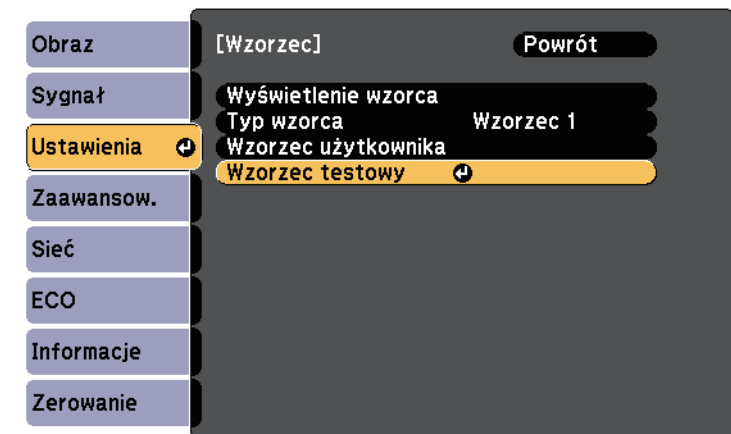 Obraz
Sygnał
Ustawienia
Zaawansow.
Sieć
ECO
Informacje
Zerowanie
[Wzorzec] Powrót
Wyświetlenie wzorca
Typ wzorca Wzorzec 1
Wzorzec użytkownika
Wzorzec testowy